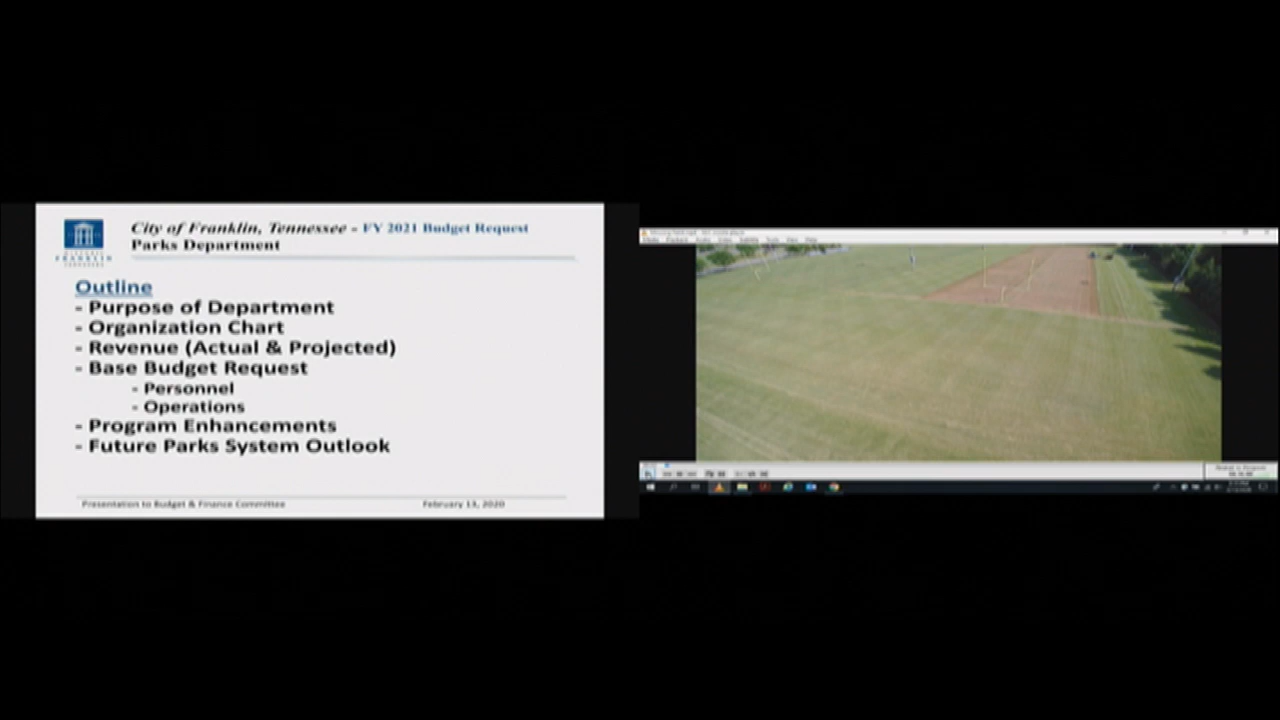 City of Franklin, Tennessee - FY 2021 Budget Request
Parks Department
FRANKLIN
Outline
- Purpose of Department
- Organization Chart
- Revenue (Actual & Projected)
- Base Budget Request
- Personnel
- Operations
- Program Enhancements
- Future Parks System Outlook
Presentation to Budget & Finance Committee
February 13, 2020